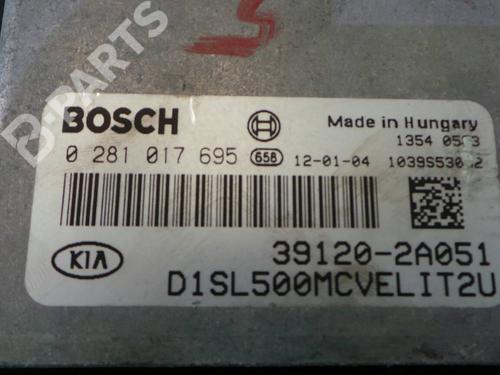 B-PARTS
BOSCH
Made in Hungary
0 281 017 695 658 12-01-04
KIA
39120-2A051
D1SL500MCVELIT2U